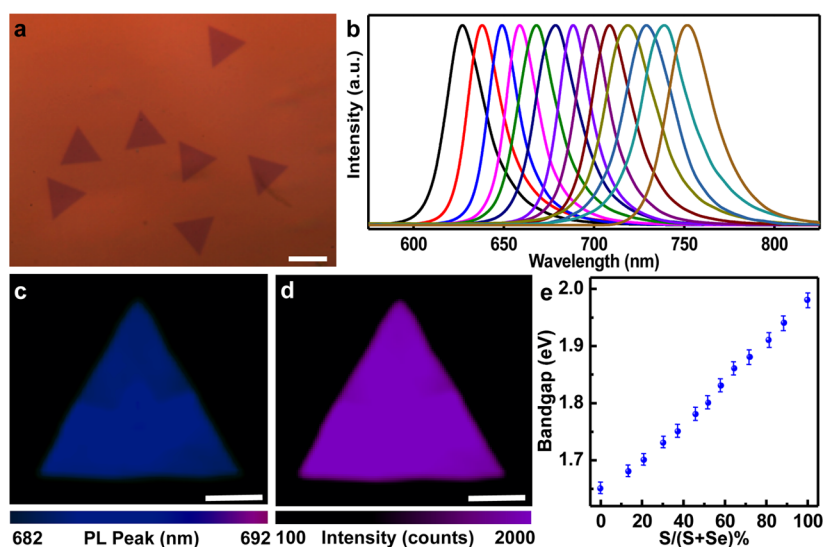 a
b
Intensity (a.u.)
600 650 700 750 800
Wavelength (nm)
c
d
e
682 PL Peak (nm) 692
100 Intensity (counts) 2000
Bandgap (eV)
2.0
1.9
1.8
1.7
0 20 40 60 80 100
S/(S+Se)%